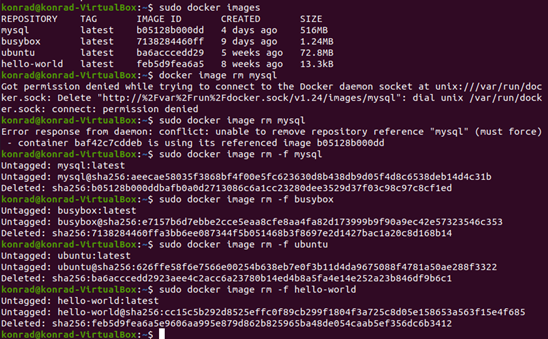 konrad@konrad-VirtualBox:~$ sudo docker images
REPOSITORY TAG IMAGE ID CREATED SIZE
mysql latest b05128b000dd 4 days ago 516MB
busybox latest 7138284460ff 9 days ago 1.24MB
ubuntu latest ba6acccedd29 5 weeks ago 72.8MB
hello-world latest feb5d9fea6a5 8 weeks ago 13.3kB
konrad@konrad-VirtualBox:~$ docker image rm mysql
Got permission denied while trying to connect to the Docker daemon socket at unix:///var/run/doc
ker.sock: Delete "http://%2Fvar%2Frun%2Fdocker.sock/v1.24/images/mysql": dial unix /var/run/dock
er.sock: connect: permission denied
konrad@konrad-VirtualBox:~$ sudo docker image rm mysql
Error response from daemon: conflict: unable to remove repository reference "mysql" (must force)
- container baf42c7cddeb is using its referenced image b05128b000dd
konrad@konrad-VirtualBox:~$ sudo docker image rm -f mysql
Untagged: mysql:latest
Untagged: mysql@sha256:aeecae58035f3868bf4f00e5fc623630d8b438db9d05f4d8c6538deb14d4c31b
Deleted: sha256:b05128b000ddbafb0a0d2713086c6a1cc23280dee3529d37f03c98c97c8cf1ed
konrad@konrad-VirtualBox:~$ sudo docker image rm -f busybox
Untagged: busybox:latest
Untagged: busybox@sha256:e7157b6d7ebbe2cce5eaa8cfe8aa4fa82d173999b9f90a9ec42e57323546c353
Deleted: sha256:7138284460ffa3bb6ee087344f5b051468b3f8697e2d1427bac1a20c8d168b14
konrad@konrad-VirtualBox:~$ sudo docker image rm -f ubuntu
Untagged: ubuntu:latest
Untagged: ubuntu@sha256:626ffe58f6e7566e00254b638eb7e0f3b11d4da9675088f4781a50ae288f3322
Deleted: sha256:ba6acccedd2923aee4c2acc6a23780b14ed4b8a5fa4e14e252a23b846df9b6c1
konrad@konrad-VirtualBox:~$ sudo docker image rm -f hello-world
Untagged: hello-world:latest
Untagged: hello-world@sha256:cc15c5b292d8525effc0f89cb299f1804f3a725c8d05e158653a563f15e4f685
Deleted: sha256:feb5d9fea6a5e9606aa995e879d862b825965ba48de054caab5ef356dc6b3412
konrad@konrad-VirtualBox:~$